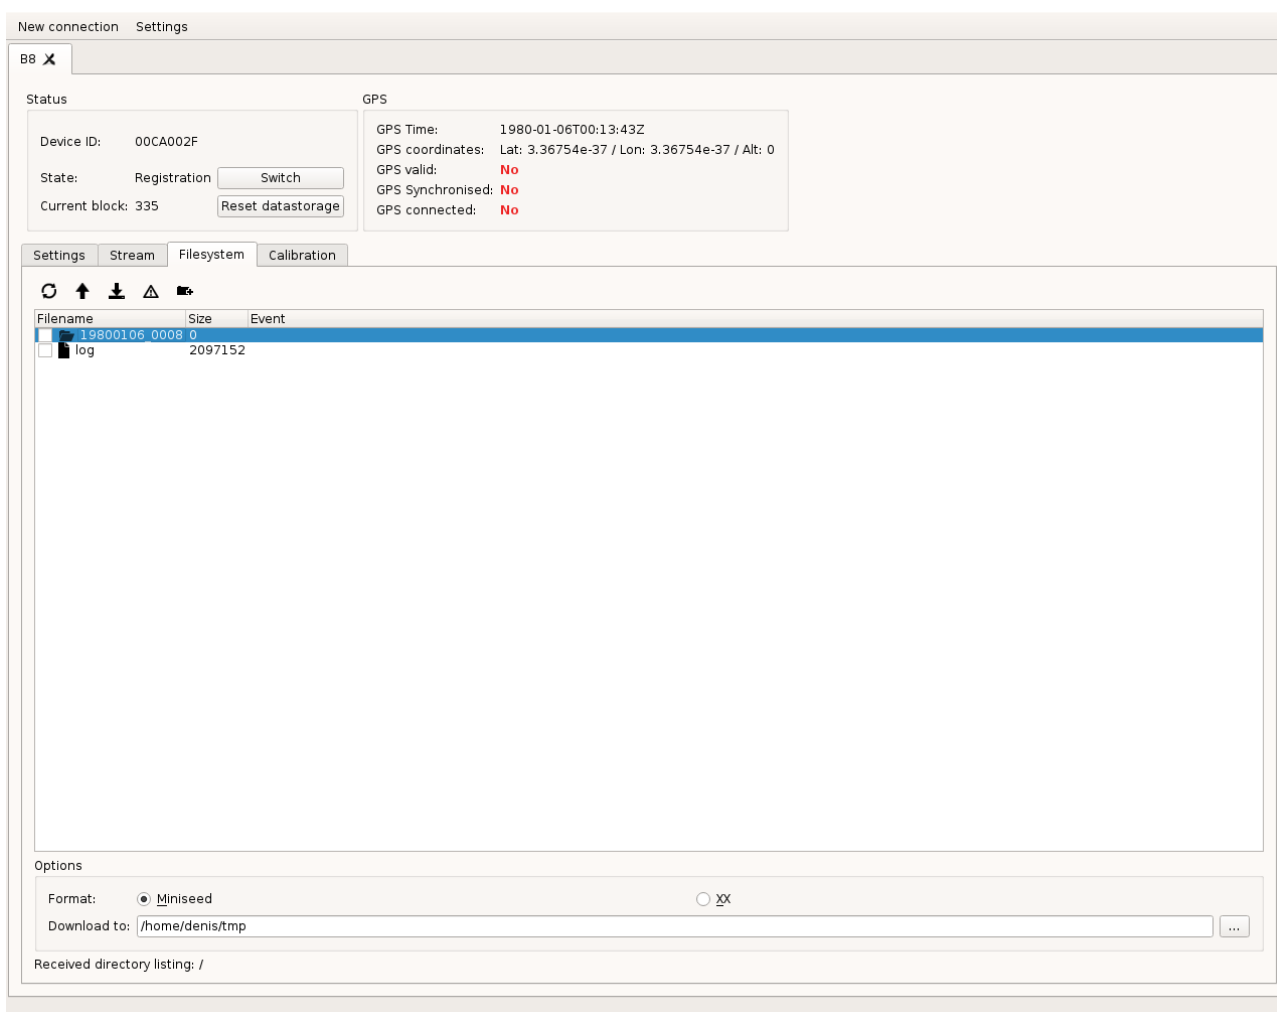 New connection Settings
B8
Status
Device ID: 00CA002F
State: Registration Switch
Current block: 335 Reset datastorage
GPS
GPS Time: 1980-01-06T00:13:43Z
GPS coordinates: Lat: 3.36754e-37 / Lon: 3.36754e-37 / Alt: 0
GPS valid: No
GPS Synchronised: No
GPS connected: No
Settings Stream Filesystem Calibration
Filename Size Event
19800106_0008 0
log 2097152
Options
Format: Miniseed XX
Download to: /home/denis/tmp ...
Received directory listing: /